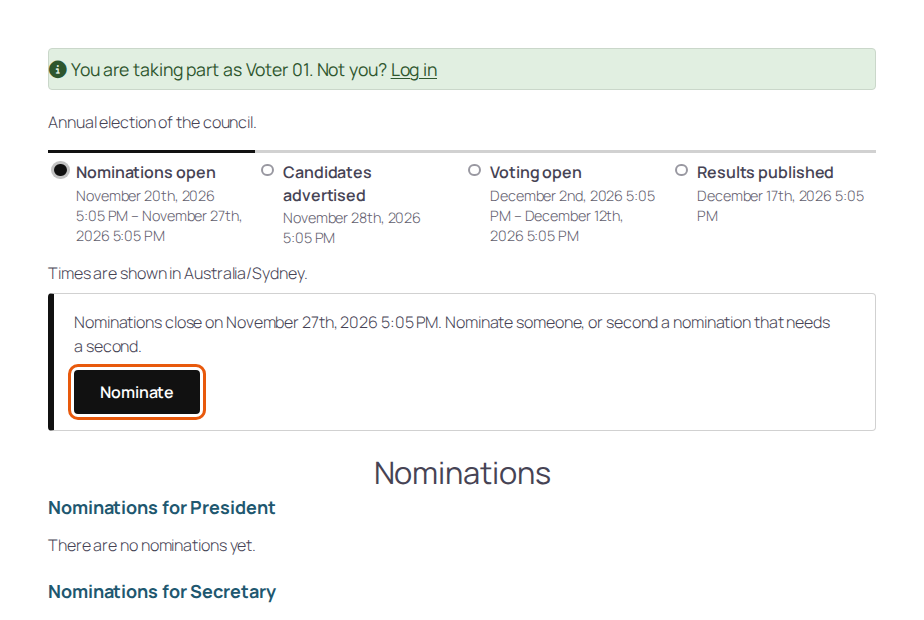 You are taking part as Voter 01. Not you? Log in
Annual election of the council.
Nominations open
November 20th, 2026
5:05 PM – November 27th,
2026 5:05 PM
Candidates
advertised
November 28th, 2026
5:05 PM
Voting open
December 2nd, 2026 5:05
PM – December 12th,
2026 5:05 PM
Results published
December 17th, 2026 5:05
PM
Times are shown in Australia/Sydney.
Nominations close on November 27th, 2026 5:05 PM. Nominate someone, or second a nomination that needs
a second.
Nominate
Nominations
Nominations for President
There are no nominations yet.
Nominations for Secretary